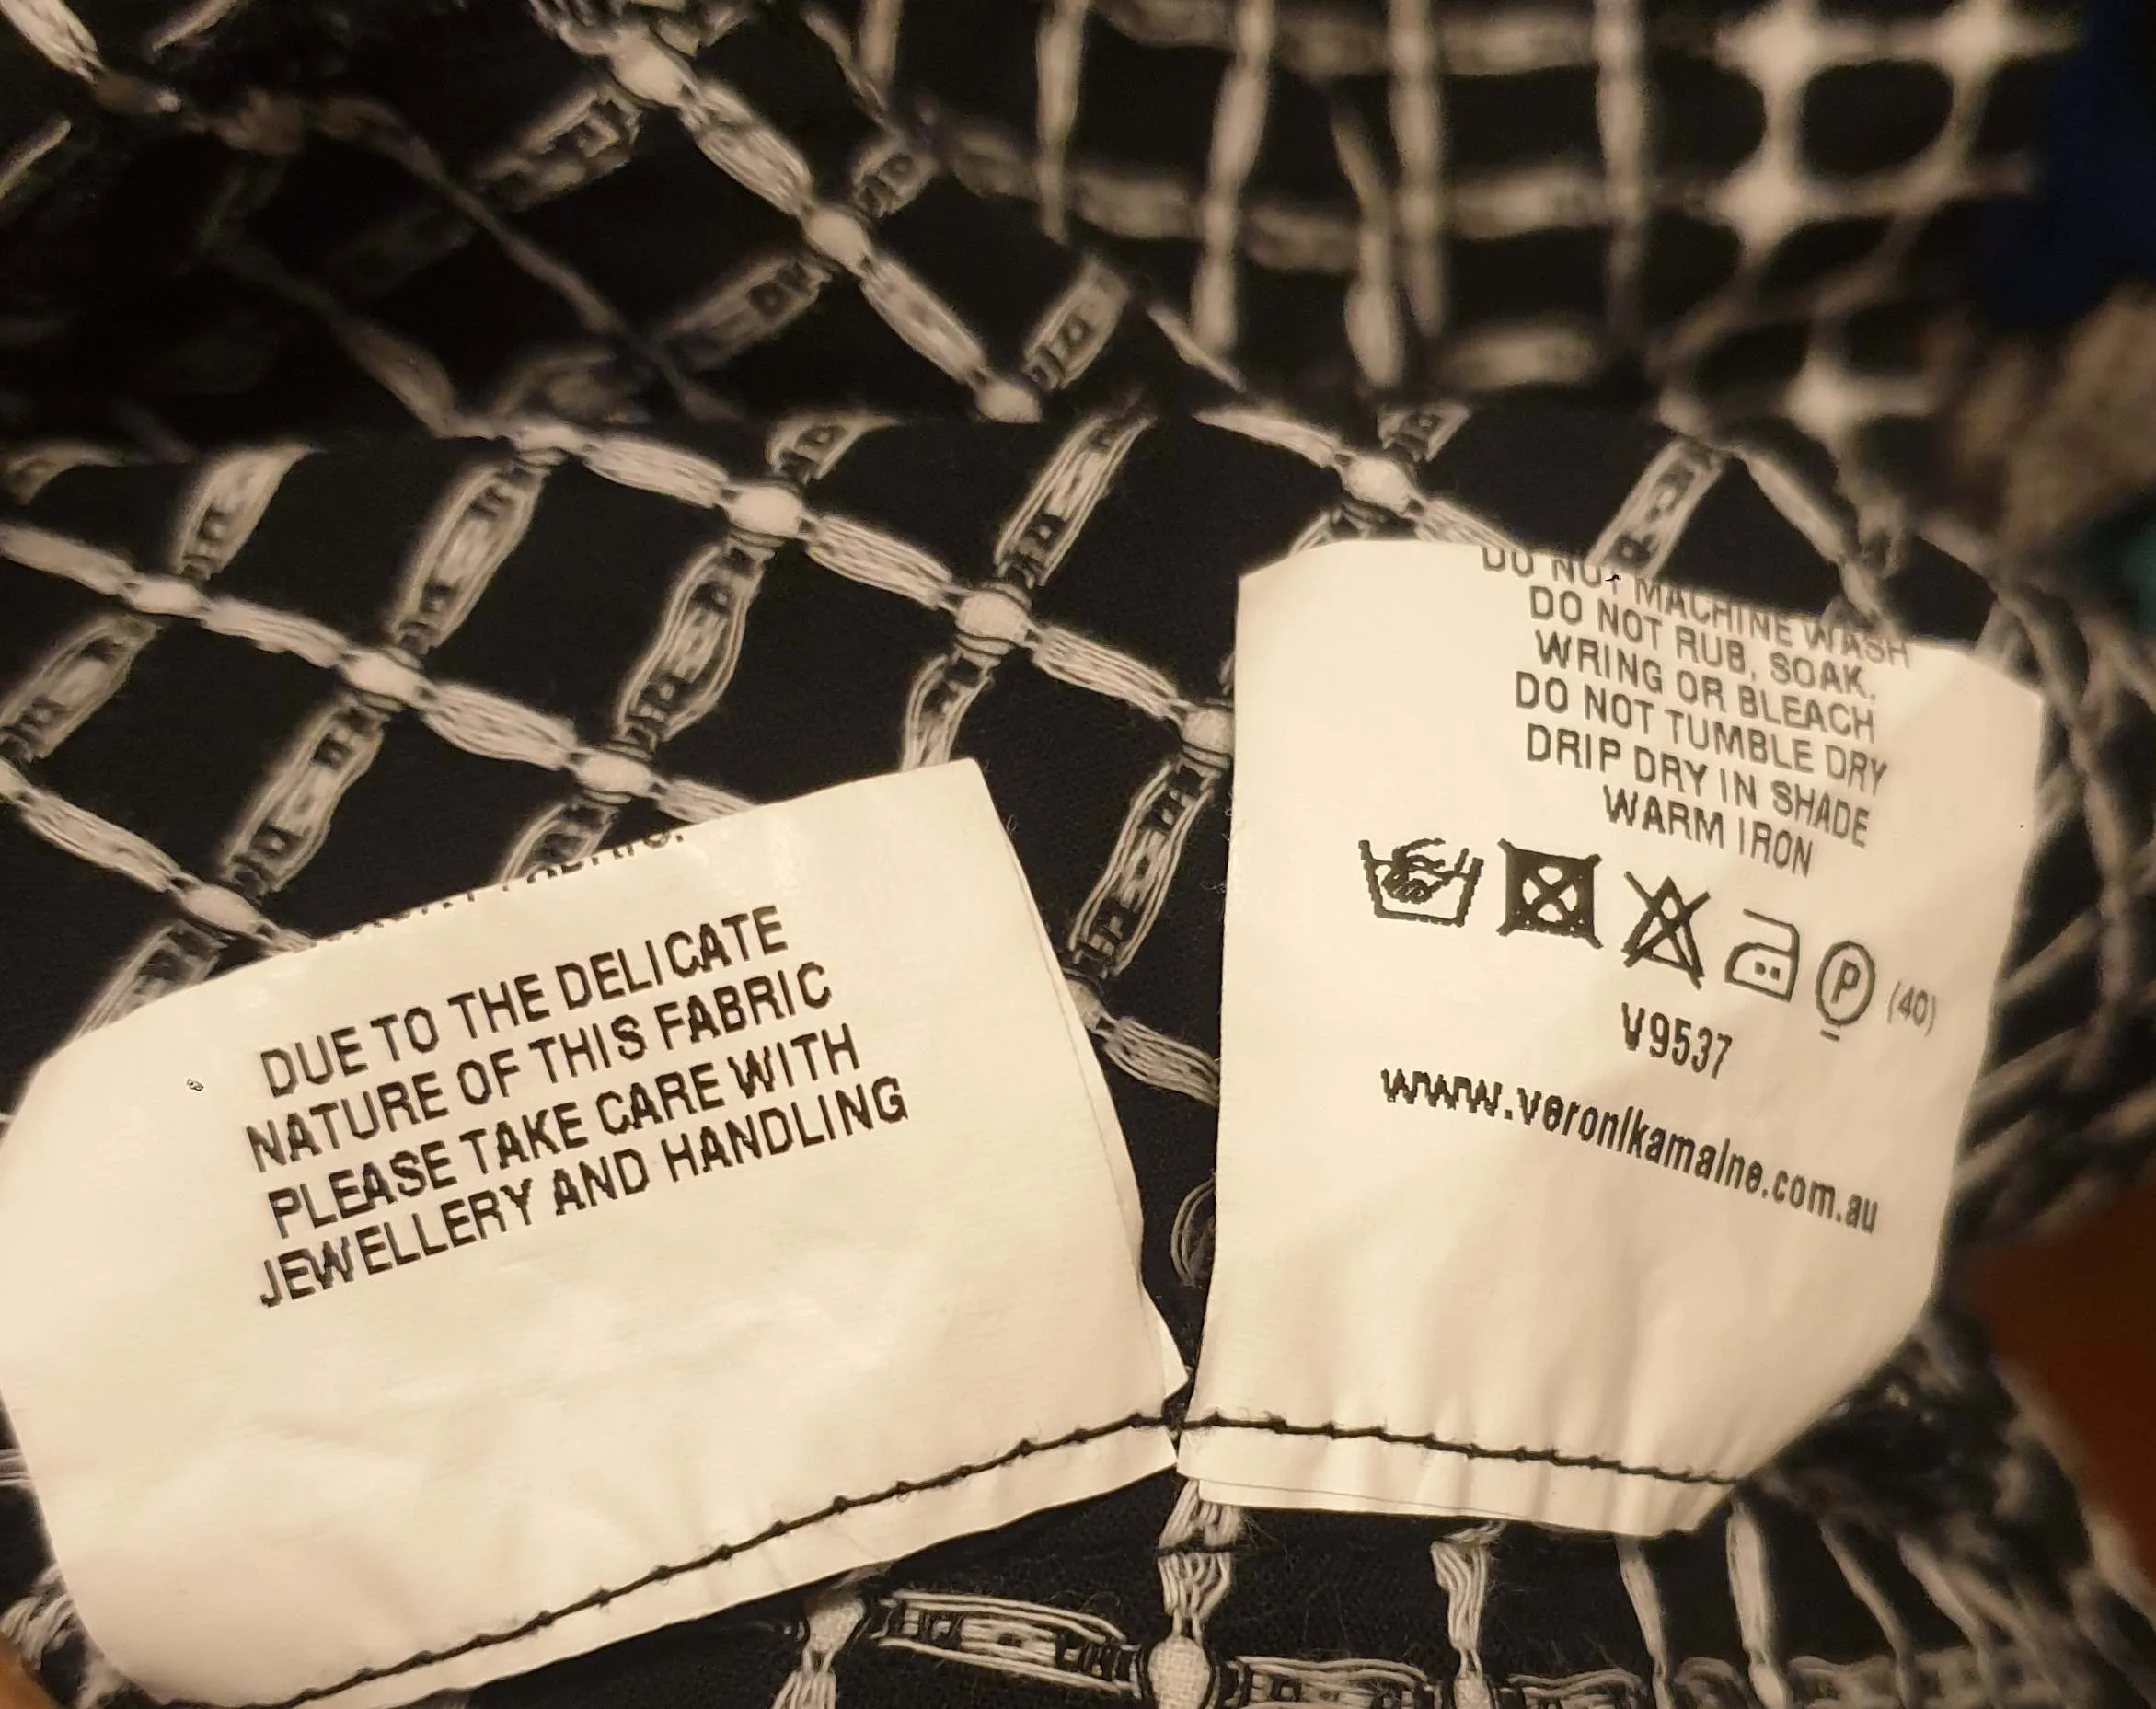 DUE TO THE DELICATE
NATURE OF THIS FABRIC
PLEASE TAKE CARE WITH
JEWELLERY AND HANDLING
DO NOT MACHINE WASH
DO NOT RUB, SOAK,
WRING OR BLEACH
DO NOT TUMBLE DRY
DRIP DRY IN SHADE
WARM IRON
P (40)
V9537
www.veronikamaine.com.au